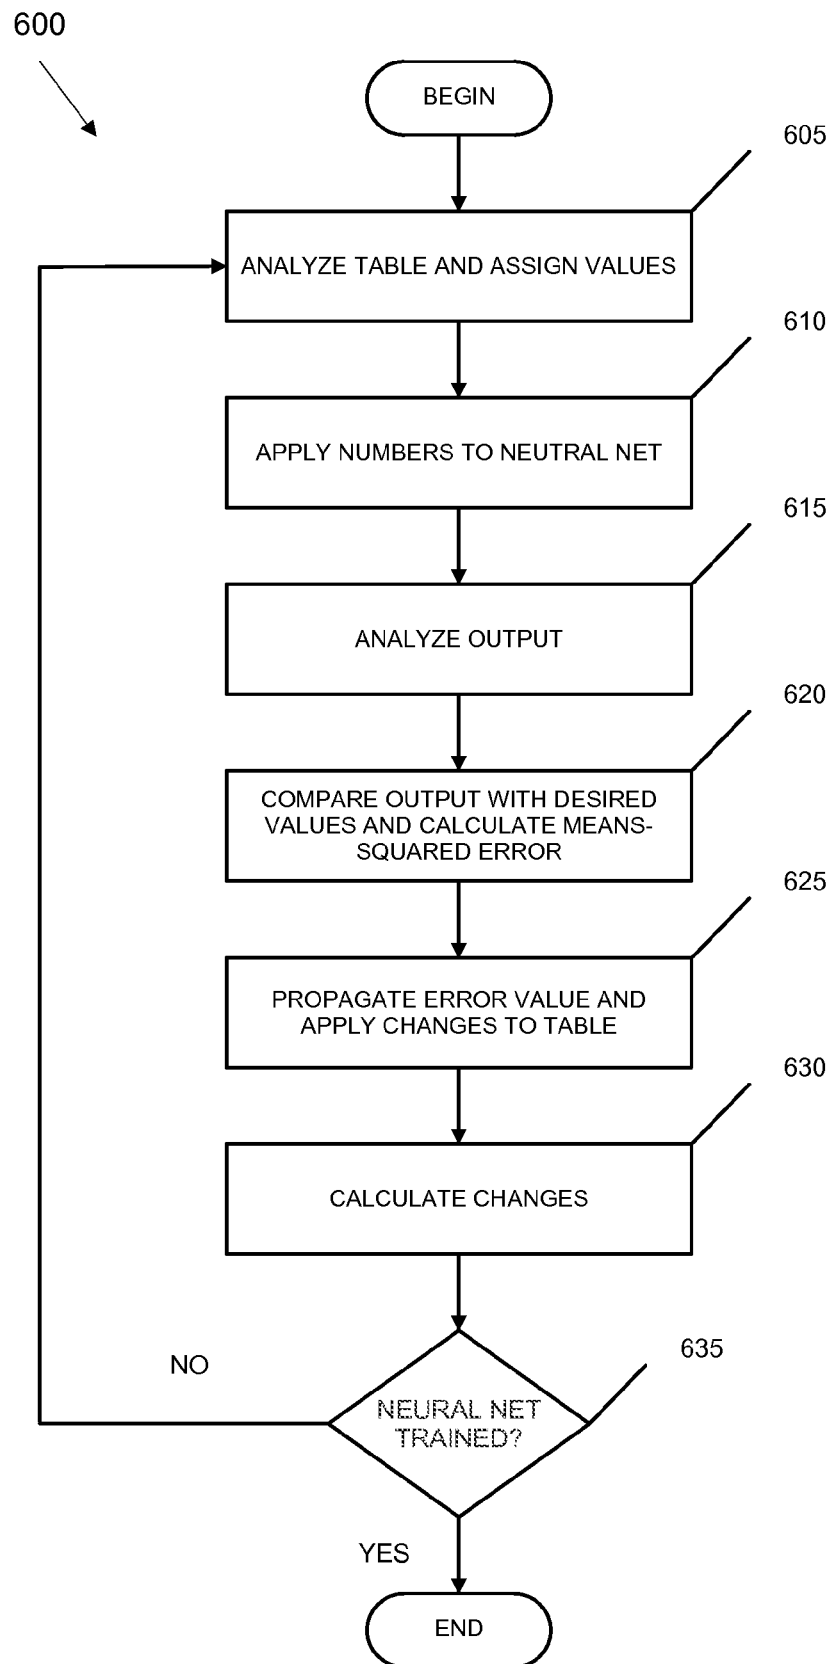 600
BEGIN
605
ANALYZE TABLE AND ASSIGN VALUES
610
APPLY NUMBERS TO NEUTRAL NET
615
ANALYZE OUTPUT
620
COMPARE OUTPUT WITH DESIRED
VALUES AND CALCULATE MEANS-
SQUARED ERROR
625
PROPAGATE ERROR VALUE AND
APPLY CHANGES TO TABLE
630
CALCULATE CHANGES
635
NO
NEURAL NET
TRAINED?
YES
END